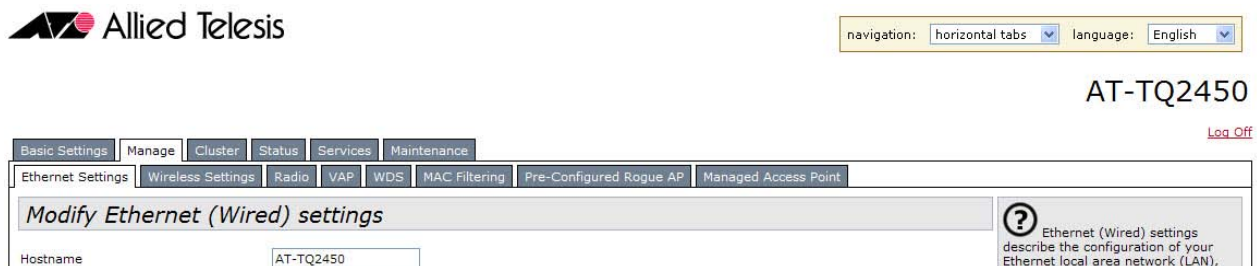 Allied Telesis
navigation: horizontal tabs language: English
AT-TQ2450
Log Off
Basic Settings Manage Cluster Status Services Maintenance
Ethernet Settings Wireless Settings Radio VAP WDS MAC Filtering Pre-Configured Rogue AP Managed Access Point
Modify Ethernet (Wired) settings
? Ethernet (Wired) settings
describe the configuration of your
Ethernet local area network (LAN),
Hostname AT-TQ2450